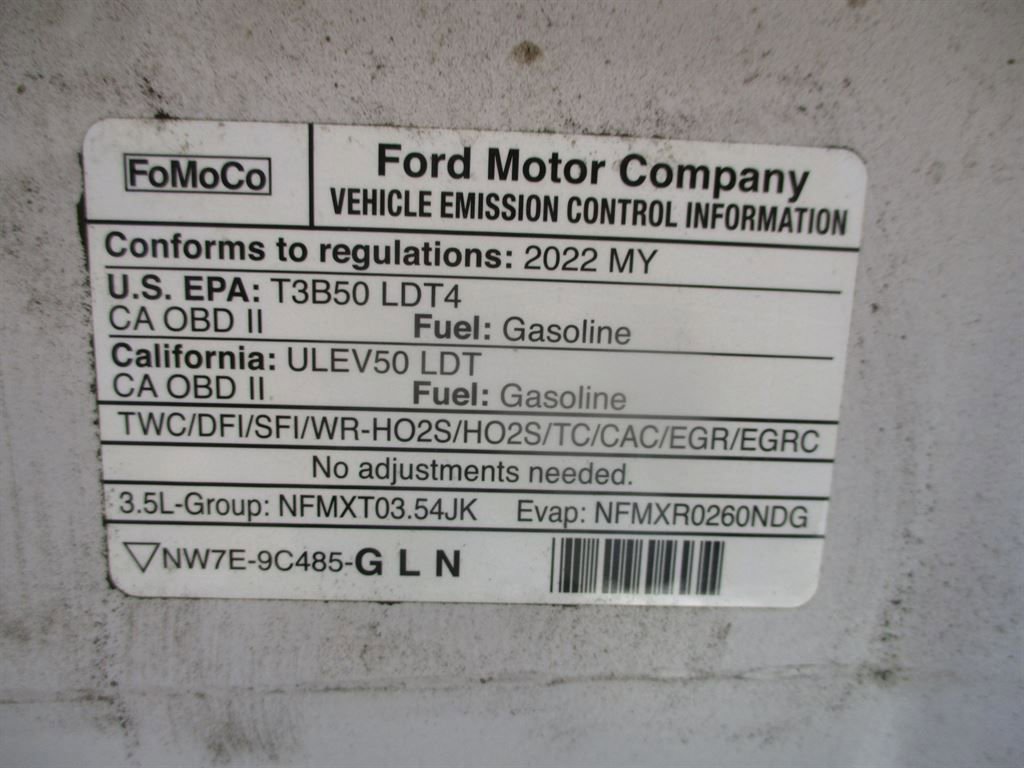 FoMoCo
Ford Motor Company
VEHICLE EMISSION CONTROL INFORMATION
Conforms to regulations: 2022 MY
U.S. EPA: T3B50 LDT4
CA OBD II Fuel: Gasoline
California: ULEV50 LDT
CA OBD II Fuel: Gasoline
TWC/DFI/SFI/WR-HO2S/HO2S/TC/CAC/EGR/EGRC
No adjustments needed.
3.5L-Group: NFMXT03.54JK Evap: NFMXR0260NDG
NW7E-9C485-G L N